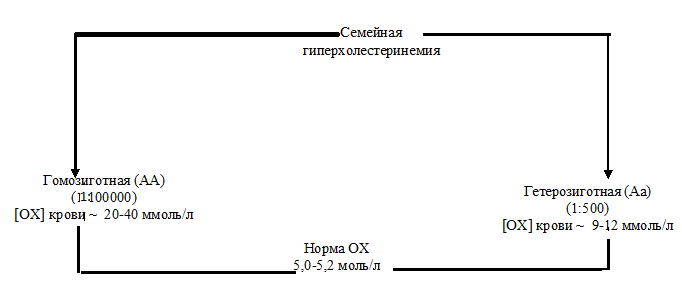 Семейная
гиперхолестеринемия
Гомозиготная (АА)
(1:100000)
[ОХ] крови ~ 20-40 ммоль/л
Гетерозиготная (Аа)
(1:500)
[ОХ] крови ~ 9-12 ммоль/л
Норма ОХ
5,0-5,2 моль/л